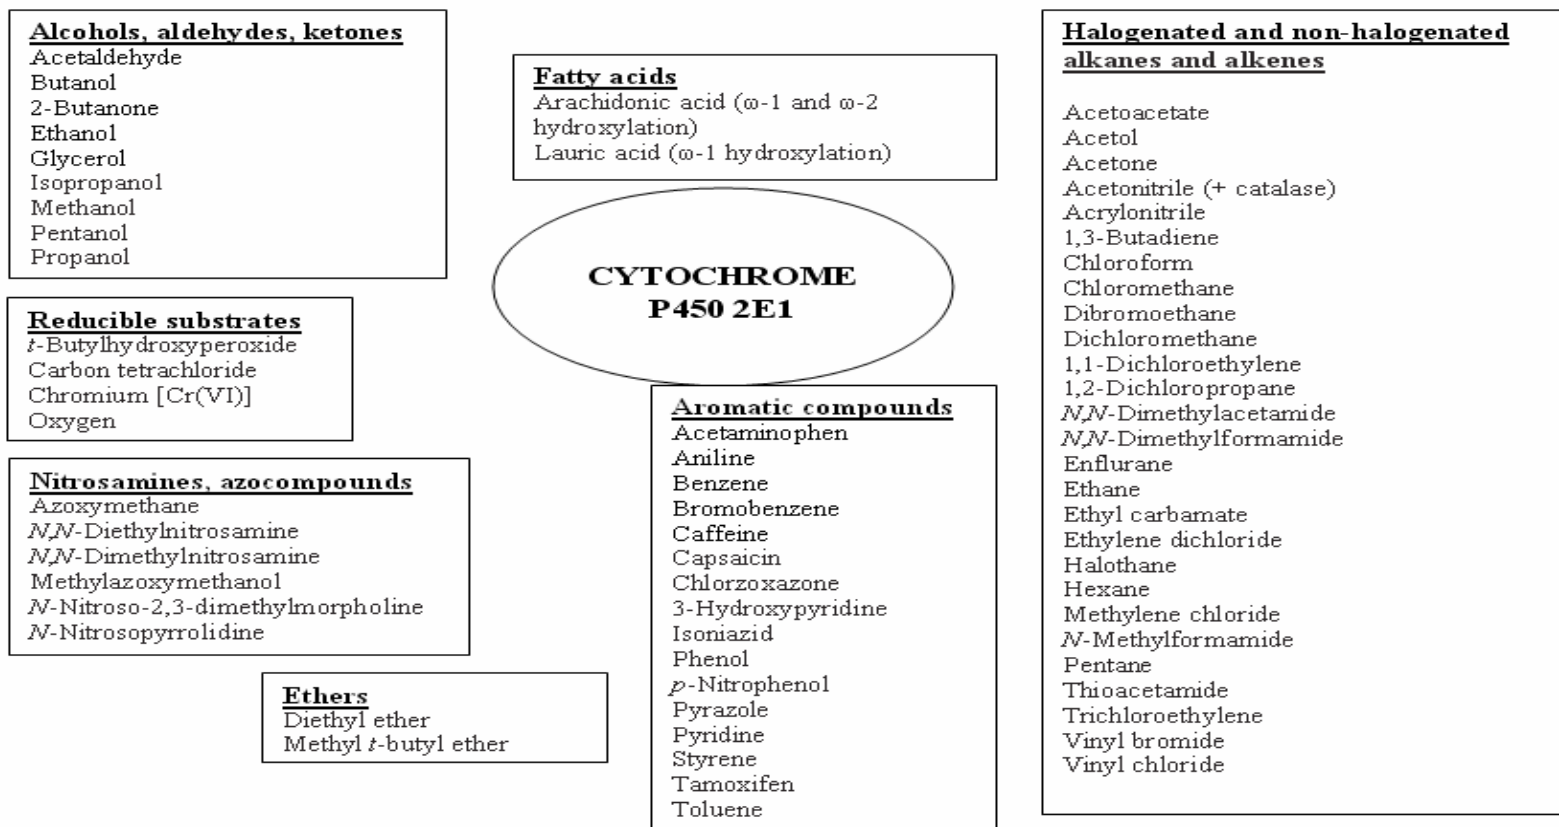 Alcohols, aldehydes, ketones
Acetaldehyde
Butanol
2-Butanone
Ethanol
Glycerol
Isopropanol
Methanol
Pentanol
Propanol
Fatty acids
Arachidonic acid (ω-1 and ω-2
hydroxylation)
Lauric acid (ω-1 hydroxylation)
Halogenated and non-halogenated
alkanes and alkenes
Acetoacetate
Acetol
Acetone
Acetonitrile (+ catalase)
Acrylonitrile
1,3-Butadiene
Chloroform
Chloromethane
Dibromoethane
Dichloromethane
1,1-Dichloroethylene
1,2-Dichloropropane
N,N-Dimethylacetamide
N,N-Dimethylformamide
Enflurane
Ethane
Ethyl carbamate
Ethylene dichloride
Halothane
Hexane
Methylene chloride
N-Methylformamide
Pentane
Thioacetamide
Trichloroethylene
Vinyl bromide
Vinyl chloride
CYTOCHROME
P450 2E1
Reducible substrates
t-Butylhydroxyperoxide
Carbon tetrachloride
Chromium [Cr(VI)]
Oxygen
Aromatic compounds
Acetaminophen
Aniline
Benzene
Bromobenzene
Caffeine
Capsaicin
Chlorzoxazone
3-Hydroxypyridine
Isoniazid
Phenol
p-Nitrophenol
Pyrazole
Pyridine
Styrene
Tamoxifen
Toluene
Nitrosamines, azocompounds
Azoxymethane
N,N-Diethylnitrosamine
N,N-Dimethylnitrosamine
Methylazoxymethanol
N-Nitroso-2,3-dimethylmorpholine
N-Nitrosopyrrolidine
Ethers
Diethyl ether
Methyl t-butyl ether